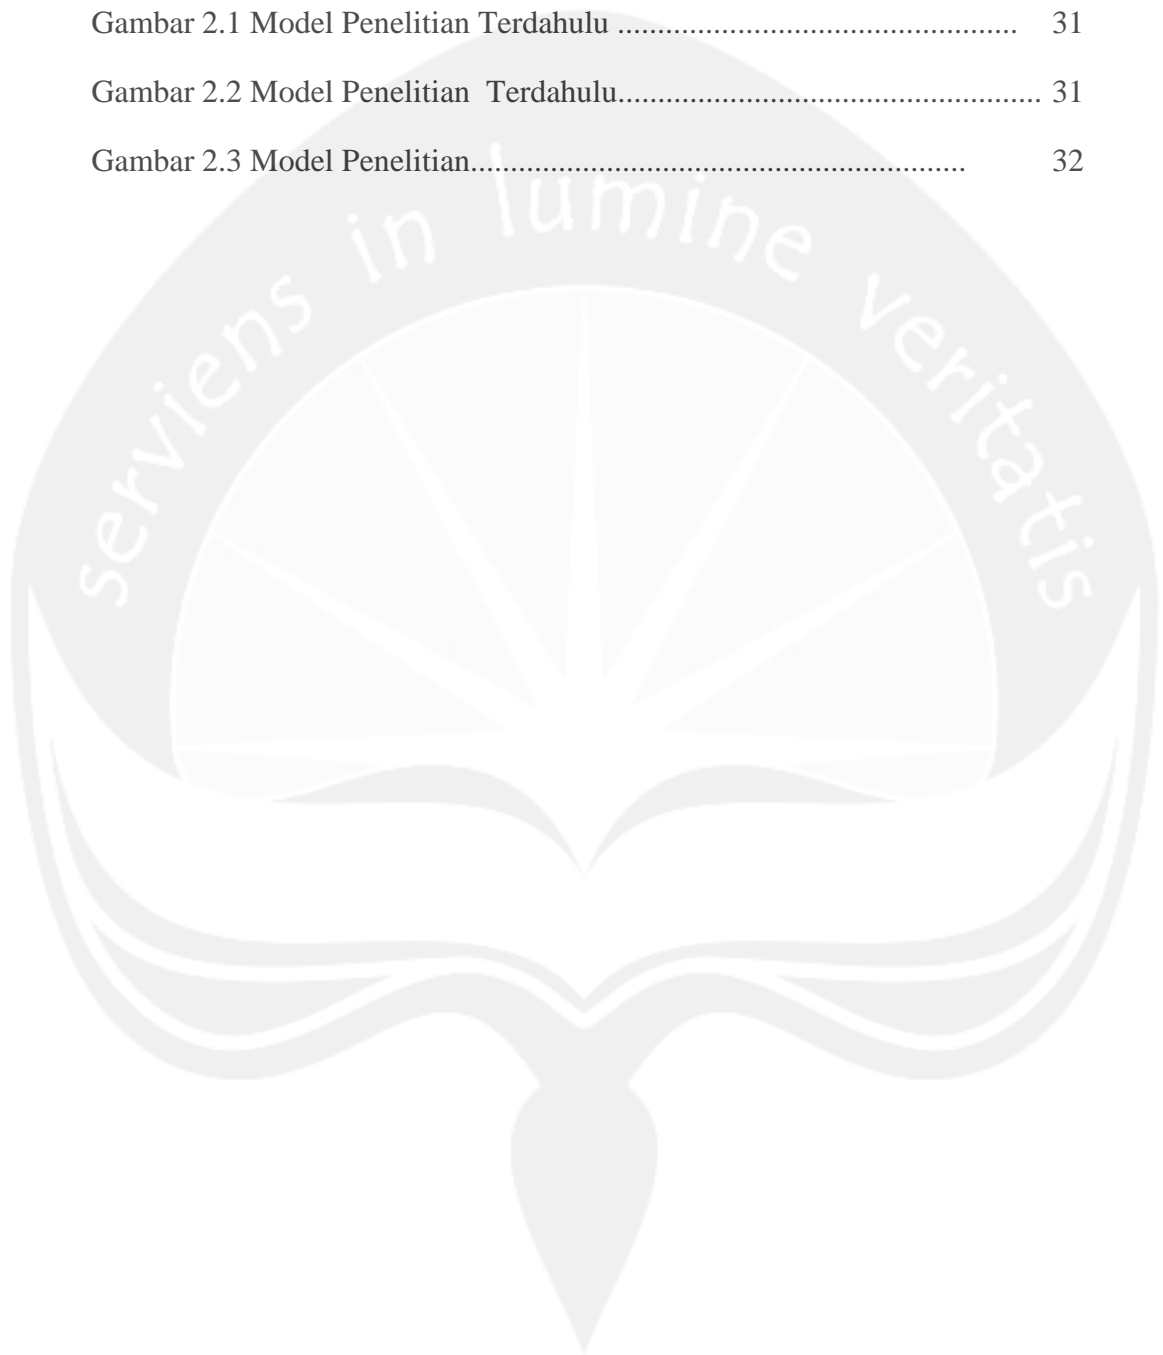 Gambar 2.1 Model Penelitian Terdahulu .................................................. 31
Gambar 2.2 Model Penelitian  Terdahulu..................................................... 31
Gambar 2.3 Model Penelitian.............................................................. 32
serviens in lumine veritatis